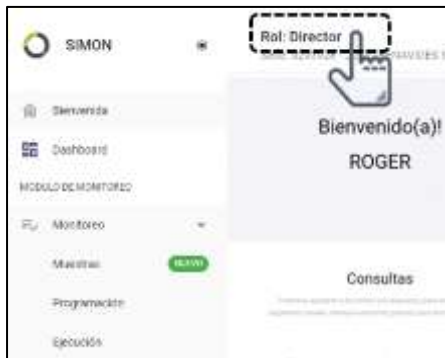 SIMON
Bienvenida
Dashboard
MODULO DE MONITOREO
Monitoreo
Muestras NUEVO
Programación
Ejecución
Rol: Director
Bienvenido(a)!
ROGER
Consultas